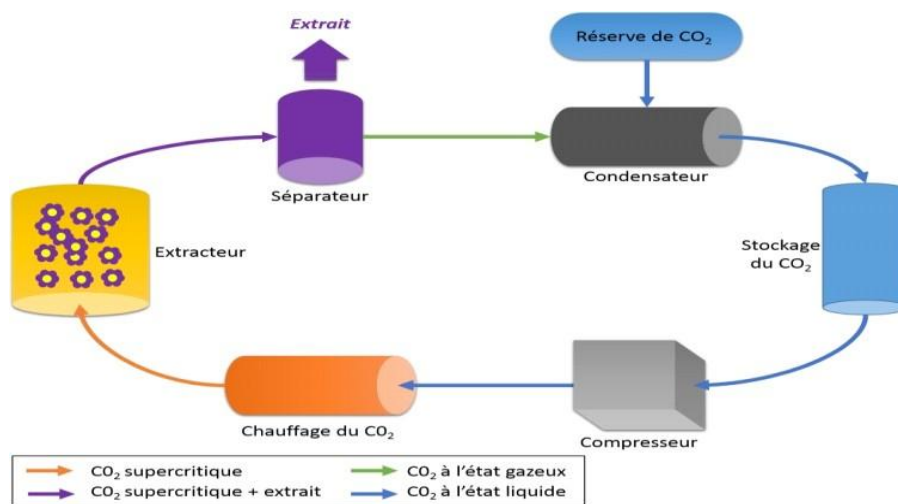 Extrait
Réserve de CO₂
Séparateur
Condensateur
Extracteur
Stockage
du CO₂
Chauffage du CO₂
Compresseur
CO₂ supercritique
CO₂ à l'état gazeux
CO₂ supercritique + extrait
CO₂ à l'état liquide